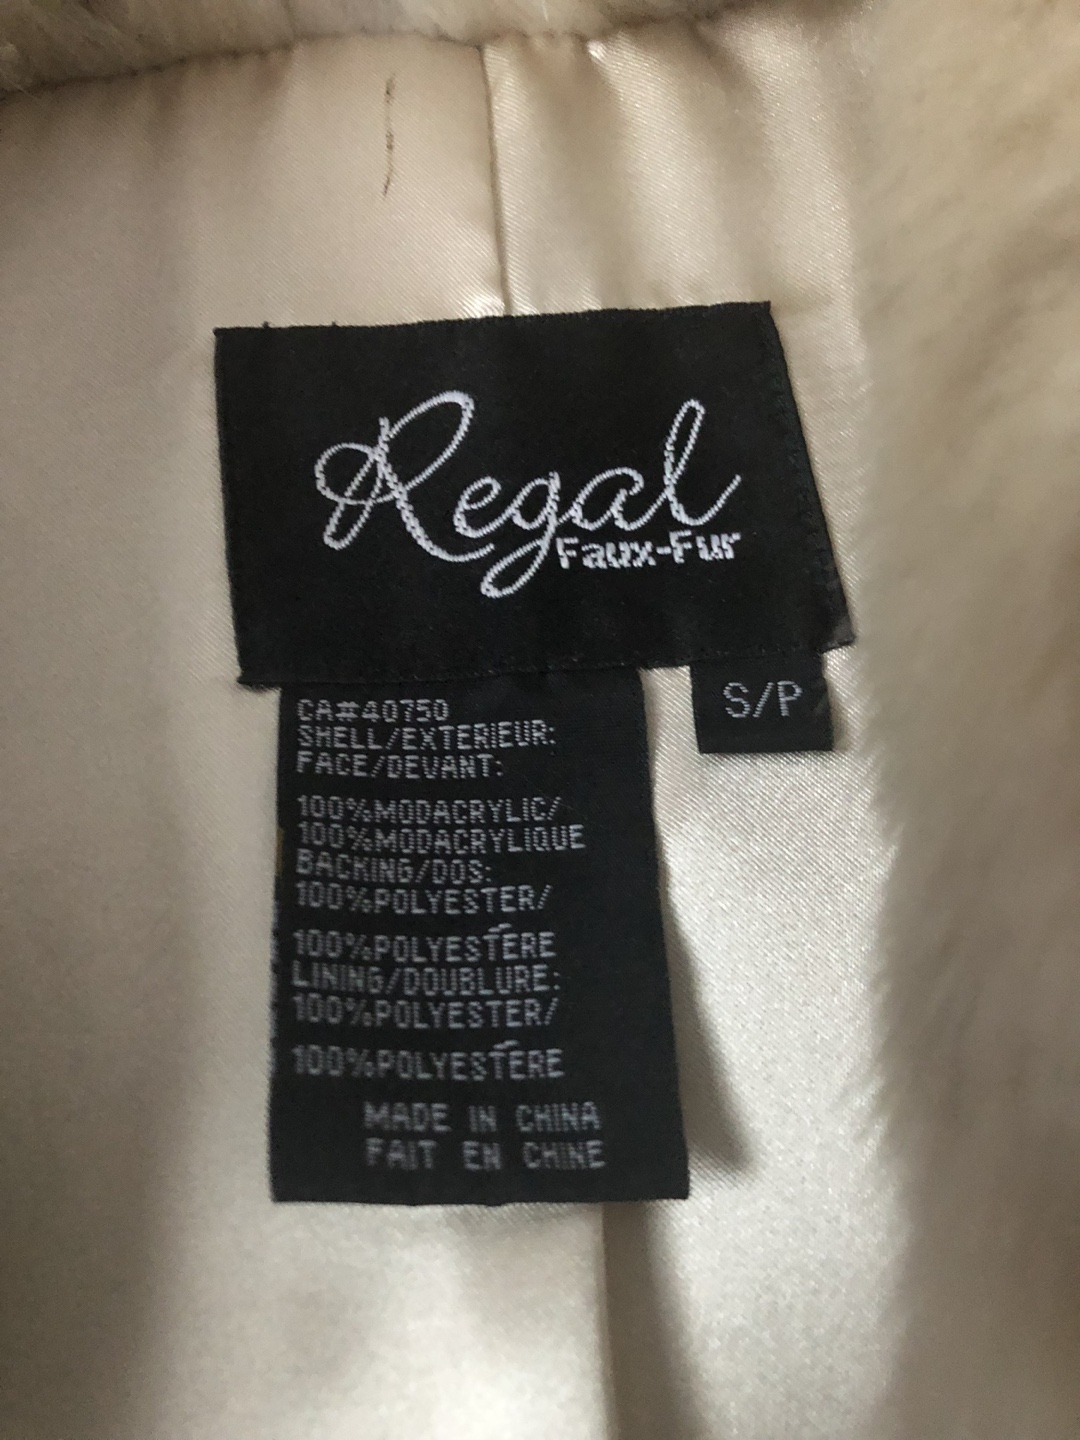 Regal
Faux-Fur
S/P
CA#40750
SHELL/EXTERIEUR:
FACE/DEVANT:
100%MODACRYLIC/
100%MODACRYLIQUE
BACKING/DOS:
100%POLYESTER/
100%POLYESTÈRE
LINING/DOUBLURE:
100%POLYESTER/
100%POLYESTÈRE
MADE IN CHINA
FAIT EN CHINE